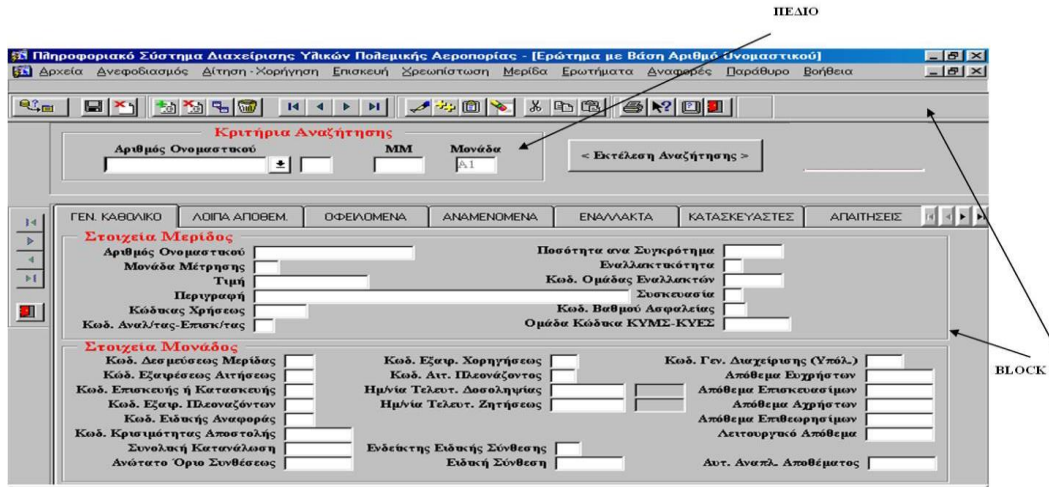 ΠΕΔΙΟ
Πληροφοριακό Σύστημα Διαχείρισης Υλικών Πολεμικής Αεροπορίας - [Ερώτημα με Βάση Αριθμό Ονομαστικού]
Αρχεία Ανεφοδιασμός Αίτηση-Χορήγηση Επισκευή Χρεωπίστωση Μερίδα Ερωτήματα Αναφορές Παράθυρο Βοήθεια
Κριτήρια Αναζήτησης
Αριθμός Ονομαστικού ΜΜ Μονάδα
A1
< Εκτέλεση Αναζήτησης >
ΓΕΝ. ΚΑΘΟΛΙΚΟ ΛΟΙΠΑ ΑΠΟΘΕΜ. ΟΦΕΙΛΟΜΕΝΑ ΑΝΑΜΕΝΟΜΕΝΑ ΕΝΑΛΛΑΚΤΑ ΚΑΤΑΣΚΕΥΑΣΤΕΣ ΑΠΑΙΤΗΣΕΙΣ
Στοιχεία Μερίδος
Αριθμός Ονομαστικού Ποσότητα ανα Συγκρότημα
Μονάδα Μέτρησης Εναλλακτικότητα
Τιμή Κωδ. Ομάδας Εναλλακτών
Περιγραφή Συσκευασία
Κώδικας Χρήσεως Κωδ. Βαθμού Ασφαλείας
Κωδ. Αναλ/τας-Επισκ/τας Ομάδα Κώδικα ΚΥΜΣ-ΚΥΕΣ
Στοιχεία Μονάδος
Κωδ. Δεσμεύσεως Μερίδας Κωδ. Εξαιρ. Χορηγήσεως Κωδ. Γεν. Διαχείρισης (Υπόλ.)
Κώδ. Εξαιρέσεως Αιτήσεως Κωδ. Αιτ. Πλεονάζοντος Απόθεμα Ευχρήστων
Κωδ. Επισκευής ή Κατασκευής Ημ/νία Τελευτ. Δοσοληψίας Απόθεμα Επισκευασίμων
Κωδ. Εξαιρ. Πλεοναζόντων Ημ/νία Τελευτ. Ζητήσεως Απόθεμα Αχρήστων
Κωδ. Ειδικής Αναφοράς Απόθεμα Επιθεωρησίμων
Κωδ. Κρισιμότητας Αποστολής Λειτουργικό Απόθεμα
Συνολική Κατανάλωση Ενδείκτης Ειδικής Σύνθεσης
Ανώτατο Όριο Συνθέσεως Ειδική Σύνθεση Αυτ. Αναπλ. Αποθέματος
BLOCK